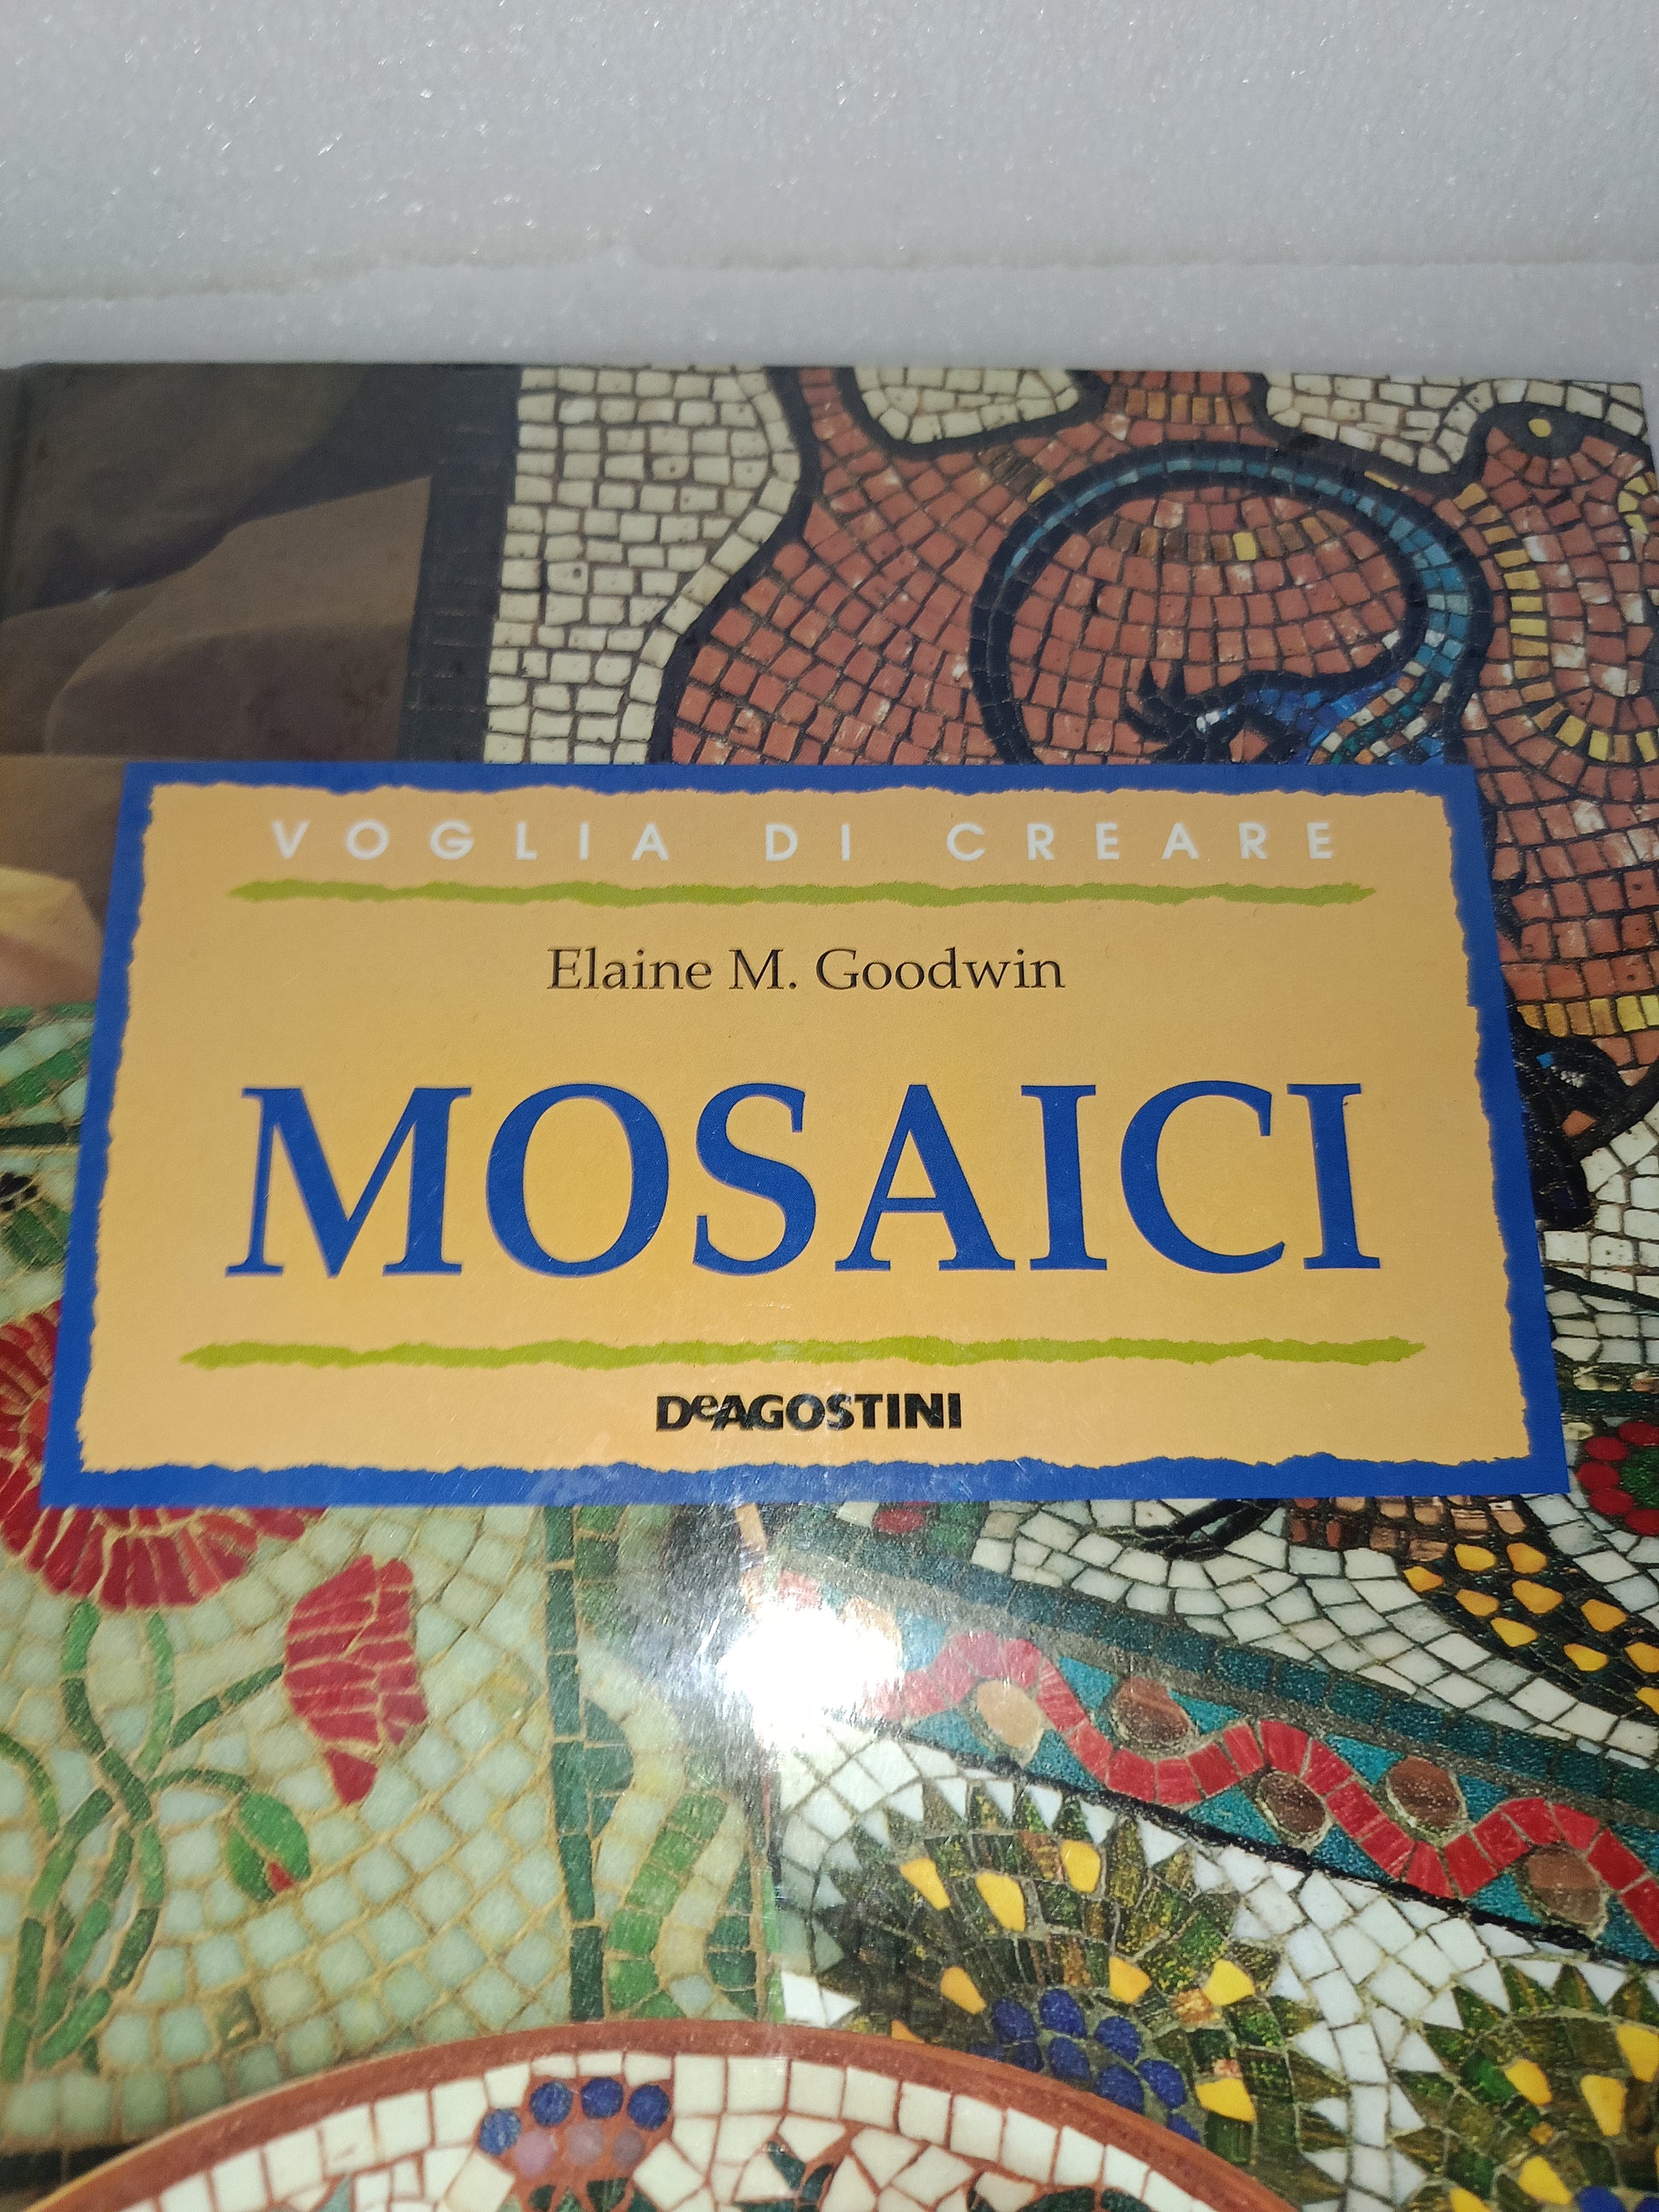 VOGLIA DI CREARE
Elaine M. Goodwin
MOSAICI
DeAGOSTINI